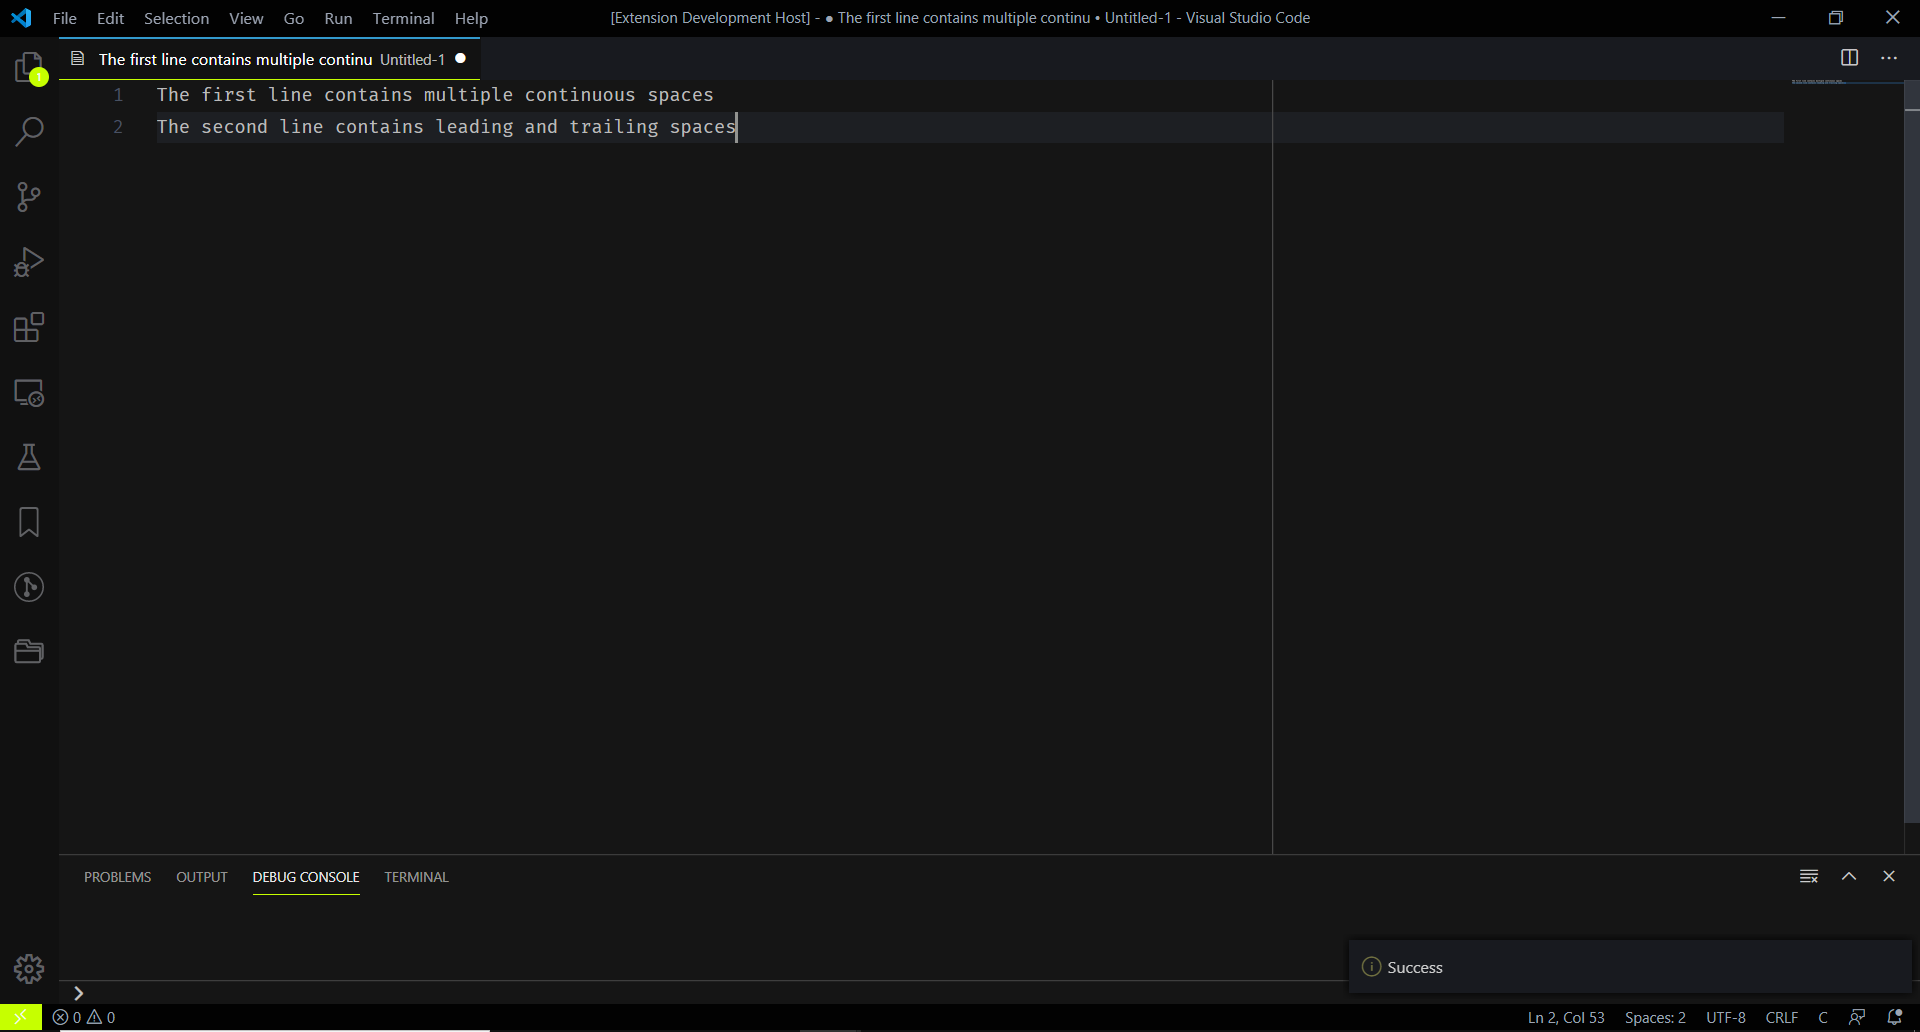 File Edit Selection View Go Run Terminal Help [Extension Development Host] - ● The first line contains multiple continu • Untitled-1 - Visual Studio Code
The first line contains multiple continu Untitled-1 ●
1 The first line contains multiple continuous spaces
2 The second line contains leading and trailing spaces
PROBLEMS OUTPUT DEBUG CONSOLE TERMINAL
Success
0 0 Ln 2, Col 53 Spaces: 2 UTF-8 CRLF C